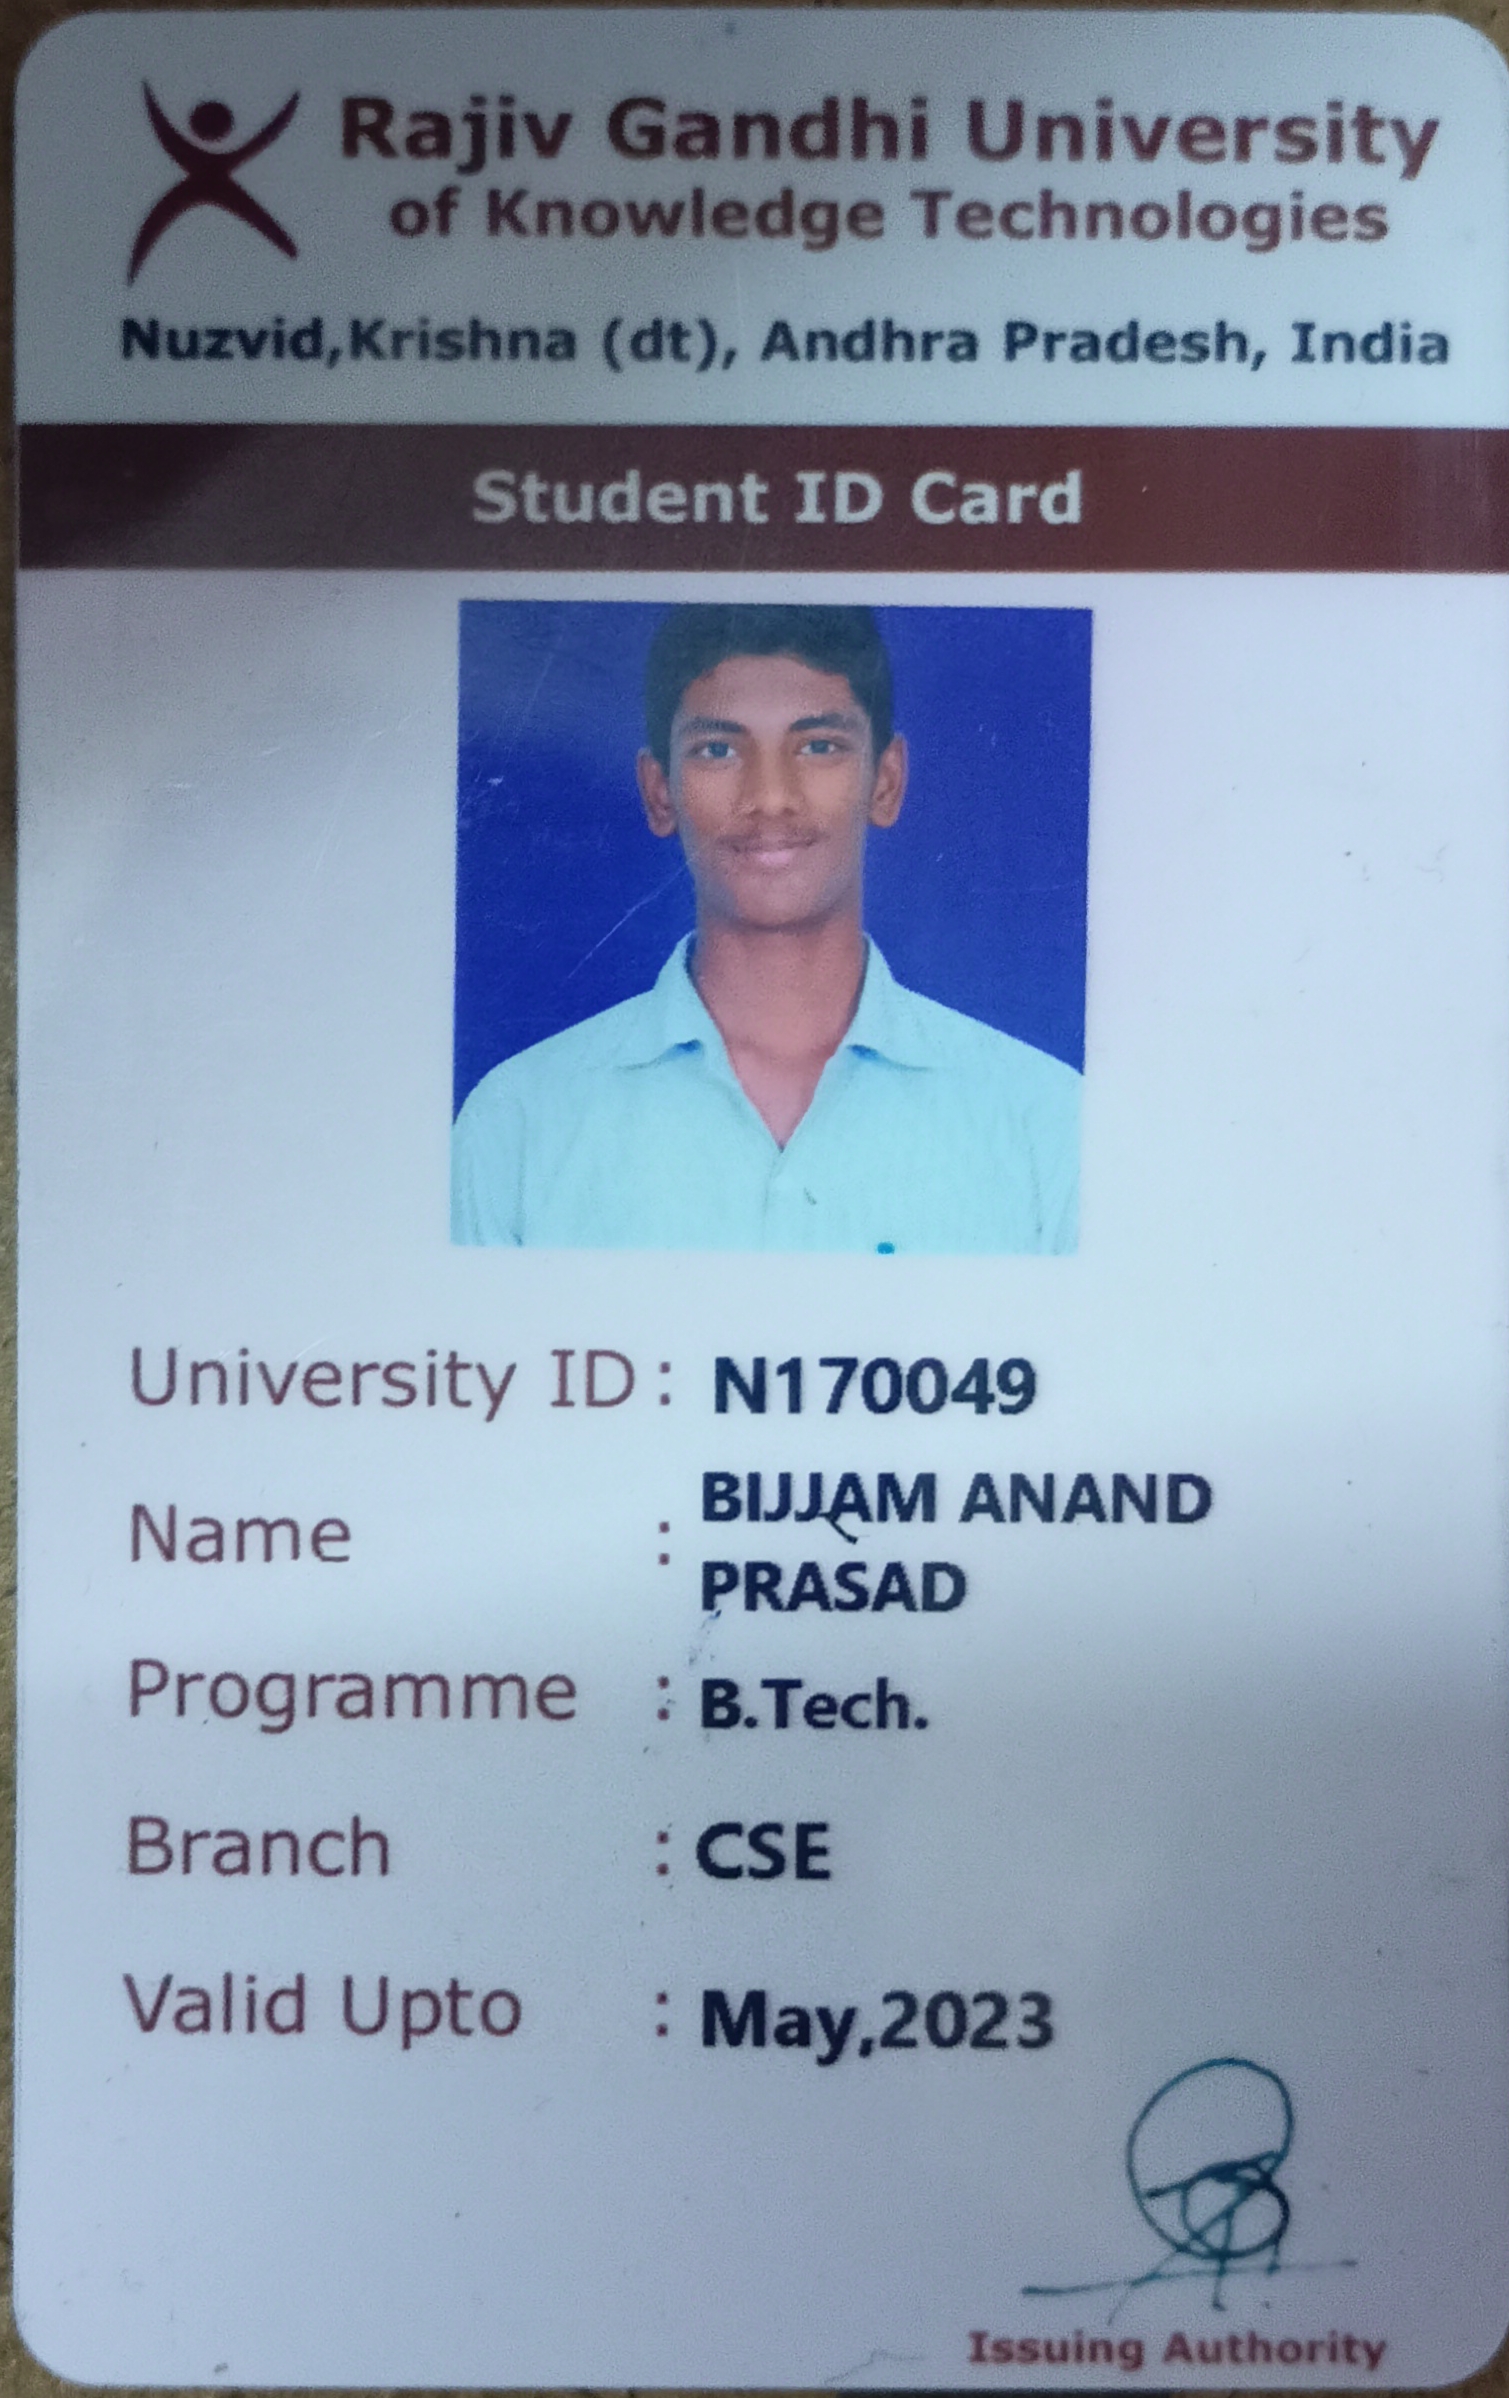 Rajiv Gandhi University
of Knowledge Technologies
Nuzvid,Krishna (dt), Andhra Pradesh, India
Student ID Card
University ID : N170049
Name : BIJJAM ANAND
PRASAD
Programme : B.Tech.
Branch : CSE
Valid Upto : May,2023
Issuing Authority